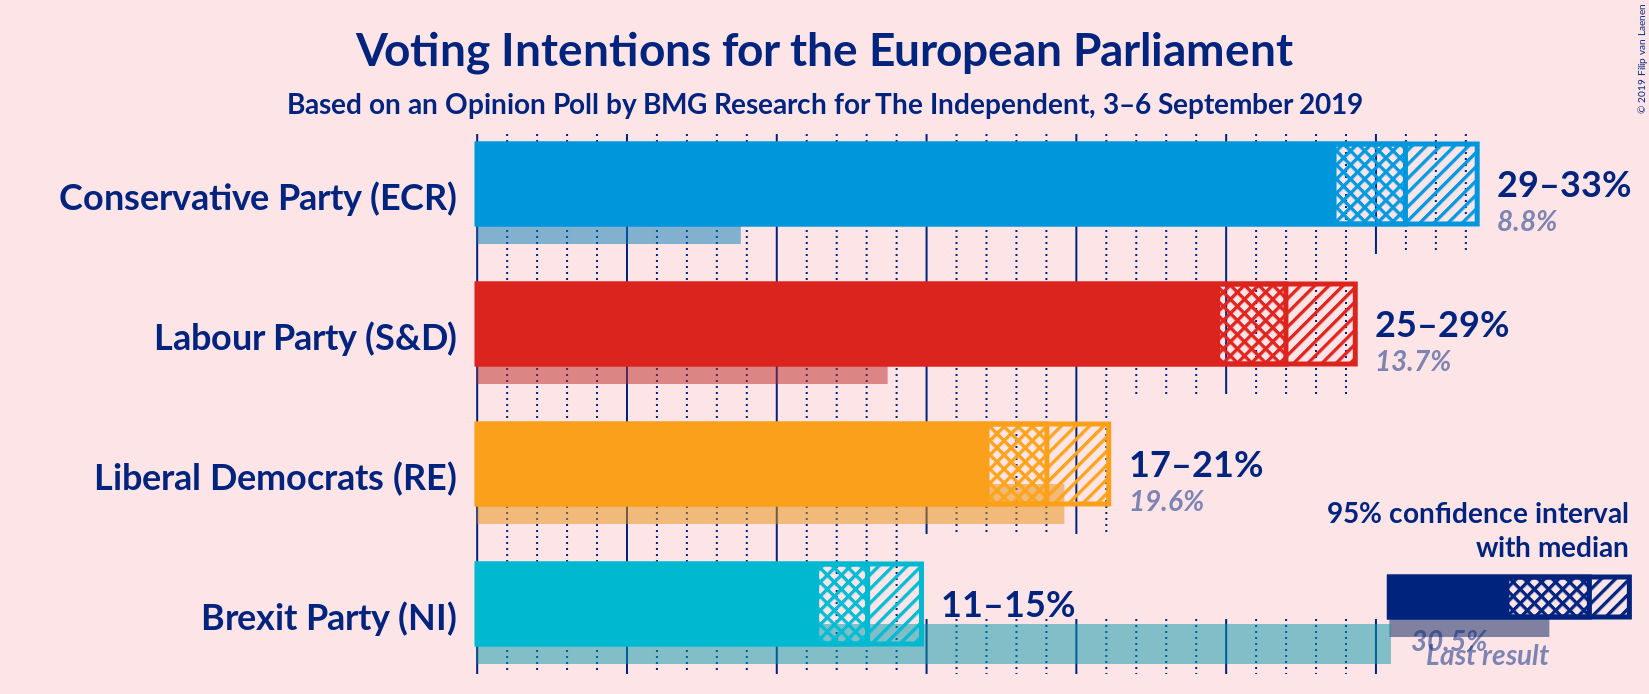 Voting Intentions for the European Parliament
Based on an Opinion Poll by BMG Research for The Independent, 3–6 September 2019
© 2019 Filip van Laenen
Conservative Party (ECR)
29–33%
8.8%
Labour Party (S&D)
25–29%
13.7%
Liberal Democrats (RE)
17–21%
19.6%
Brexit Party (NI)
11–15%
30.5%
95% confidence interval
with median
Last result